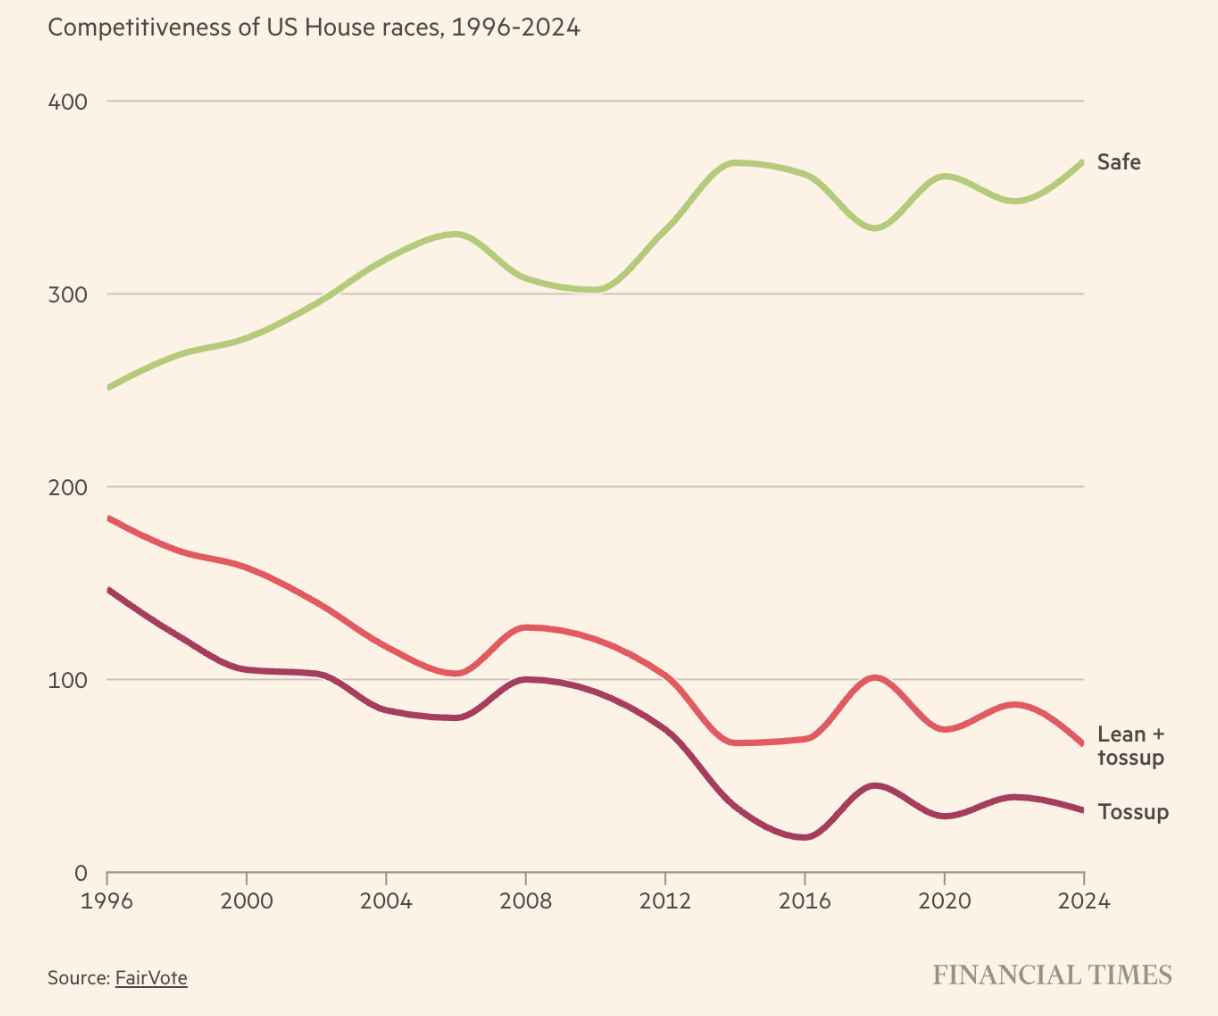 Competitiveness of US House races, 1996-2024
400
300
200
100
0
Safe
Lean +
tossup
Tossup
1996 2000 2004 2008 2012 2016 2020 2024
Source: FairVote
FINANCIAL TIMES